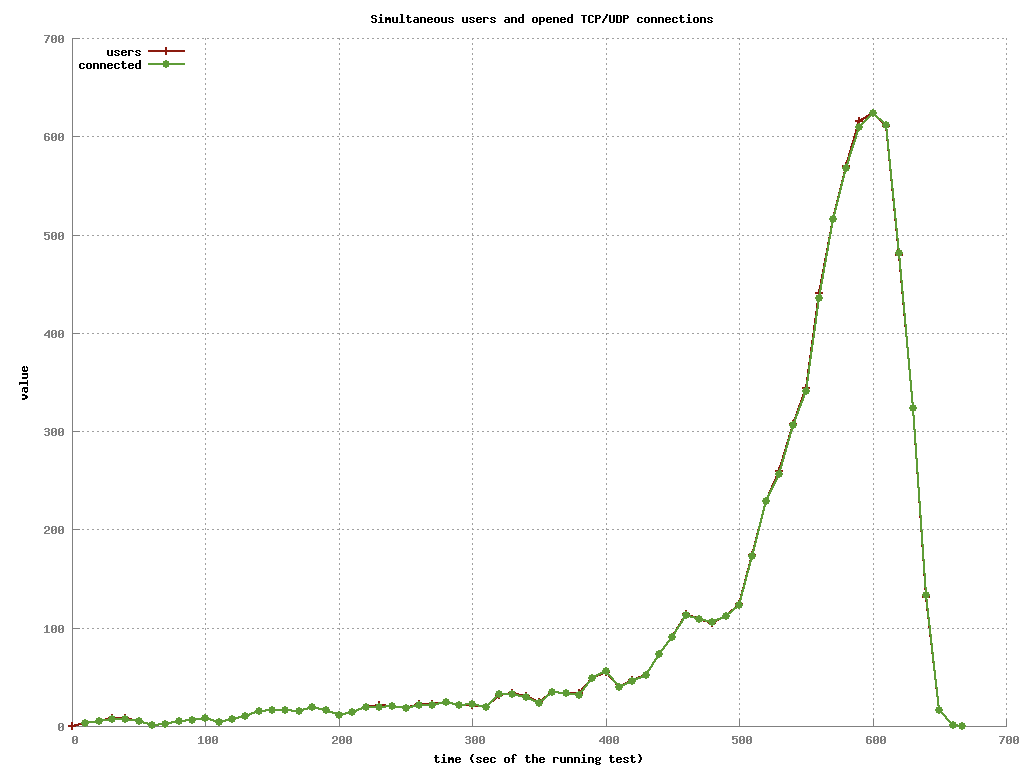 Simultaneous users and opened TCP/UDP connections
700
users
connected
600
500
400
value
300
200
100
0
0 100 200 300 400 500 600 700
time (sec of the running test)